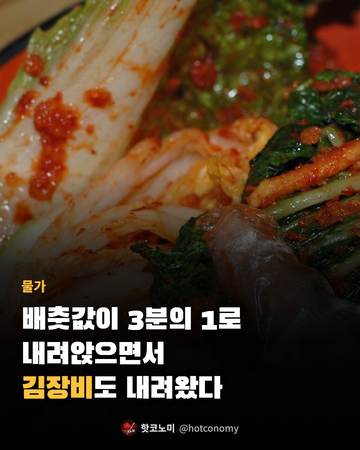 물가
배춧값이 3분의 1로
내려앉으면서
김장비도 내려왔다
핫코노미 @hotconomy